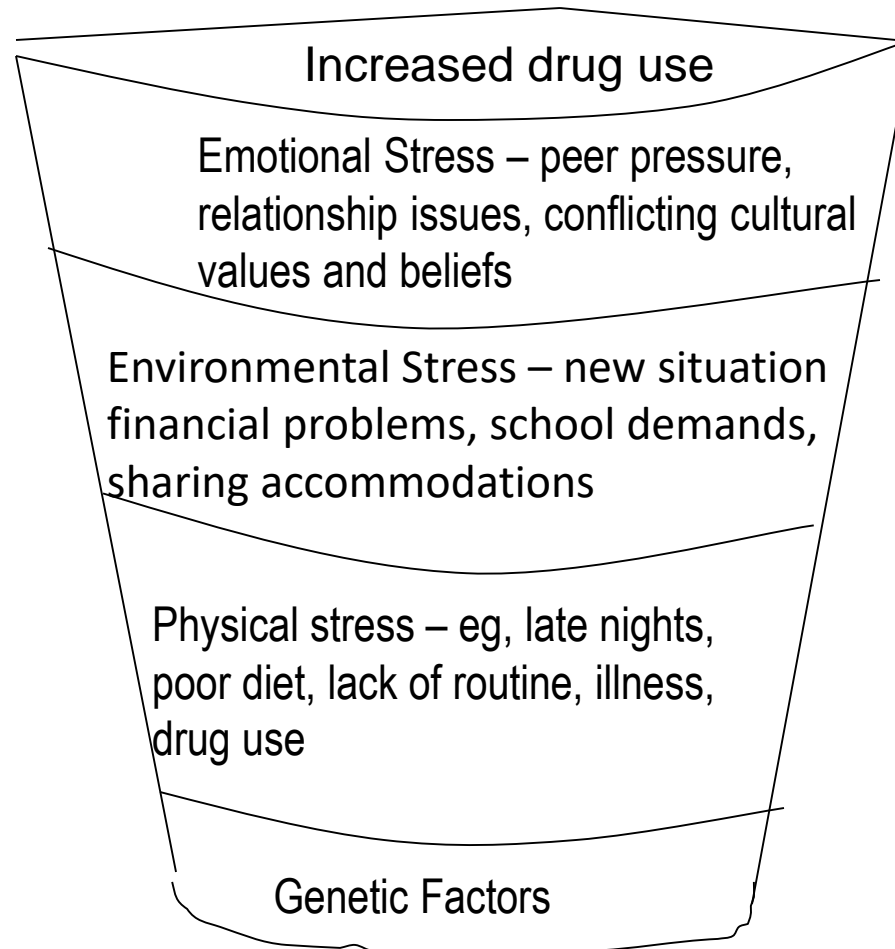 Increased drug use
Emotional Stress – peer pressure,
relationship issues, conflicting cultural
values and beliefs
Environmental Stress – new situation
financial problems, school demands,
sharing accommodations
Physical stress – eg, late nights,
poor diet, lack of routine, illness,
drug use
Genetic Factors